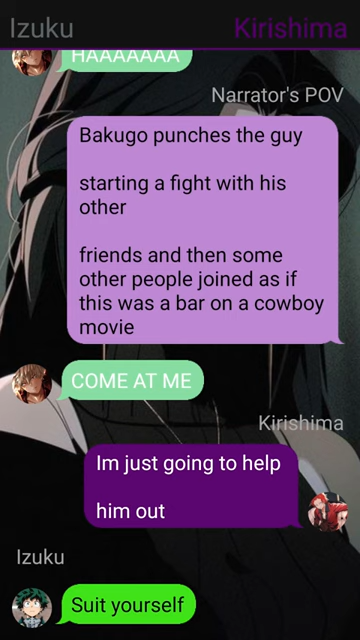 Izuku
Kirishima
HAAAAAAA
Narrator's POV
Bakugo punches the guy
starting a fight with his
other
friends and then some
other people joined as if
this was a bar on a cowboy
movie
COME AT ME
Kirishima
Im just going to help
him out
Izuku
Suit yourself